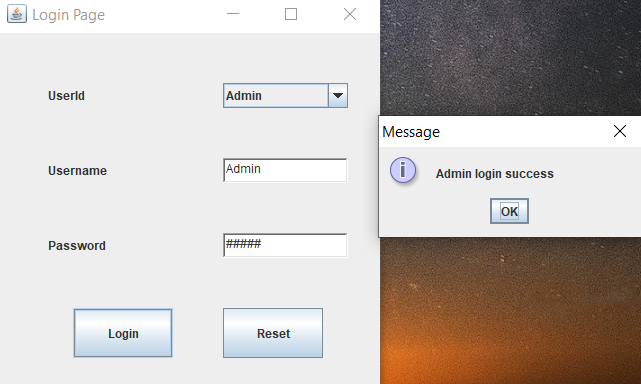 Login Page
UserId
Admin
Username
Admin
Password
#####
Login
Reset
Message
i
Admin login success
OK